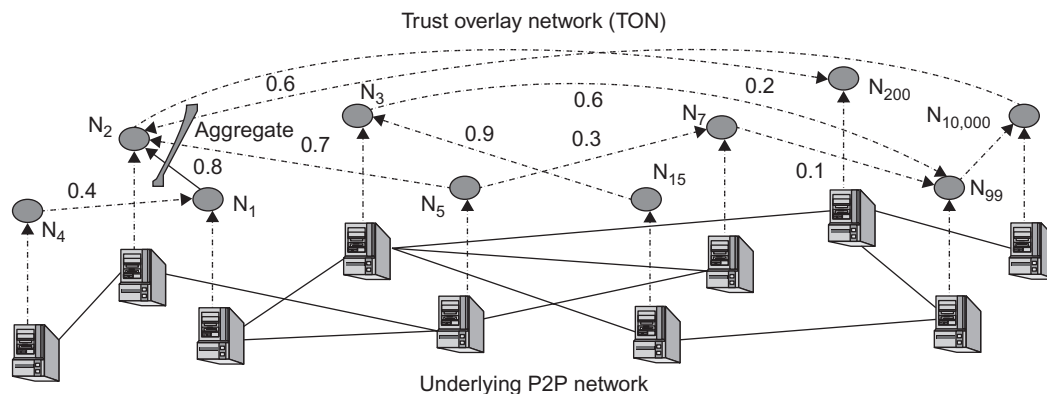 Trust overlay network (TON)
0.6
N3
0.6
0.2
N200
N10,000
N2
Aggregate
0.7
0.9
0.3
N7
0.8
0.4
N1
N5
N15
0.1
N99
N4
Underlying P2P network